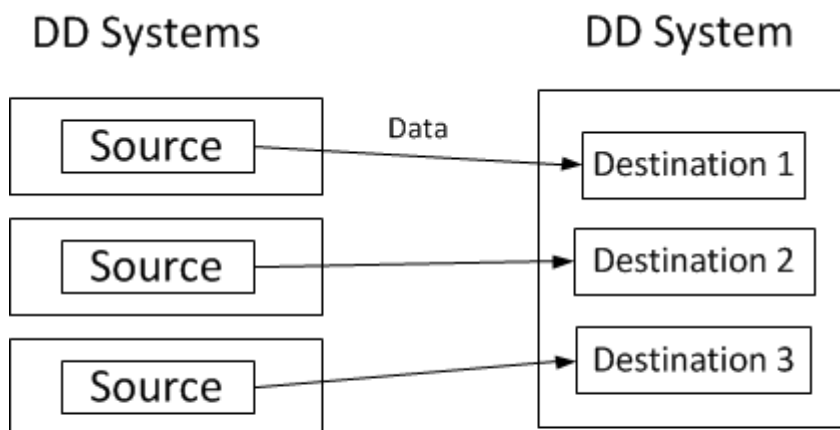 DD Systems
DD System
Data
Source
Destination 1
Source
Destination 2
Source
Destination 3